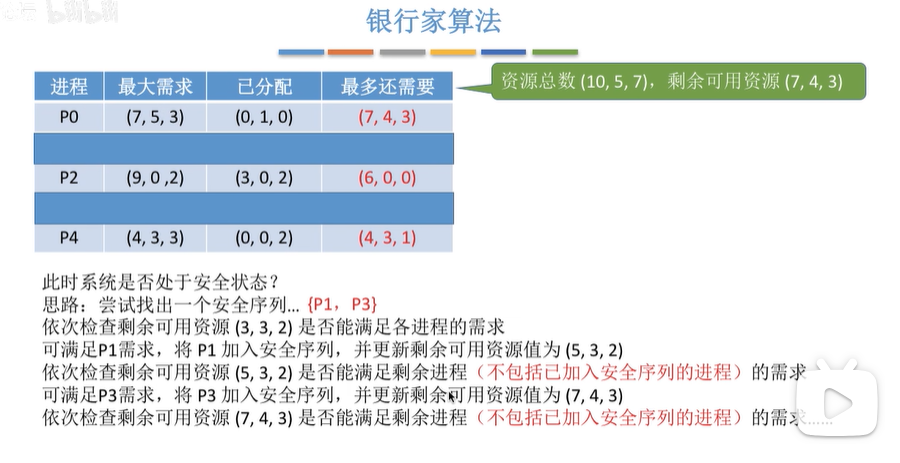 bilibili
银行家算法
资源总数 (10, 5, 7)，剩余可用资源 (7, 4, 3)
进程 最大需求 已分配 最多还需要
P0 (7, 5, 3) (0, 1, 0) (7, 4, 3)
P2 (9, 0 ,2) (3, 0, 2) (6, 0, 0)
P4 (4, 3, 3) (0, 0, 2) (4, 3, 1)
此时系统是否处于安全状态？
思路：尝试找出一个安全序列... {P1，P3}
依次检查剩余可用资源 (3, 3, 2) 是否能满足各进程的需求
可满足P1需求，将 P1 加入安全序列，并更新剩余可用资源值为 (5, 3, 2)
依次检查剩余可用资源 (5, 3, 2) 是否能满足剩余进程（不包括已加入安全序列的进程）的需求
可满足P3需求，将 P3 加入安全序列，并更新剩余可用资源值为 (7, 4, 3)
依次检查剩余可用资源 (7, 4, 3) 是否能满足剩余进程（不包括已加入安全序列的进程）的需求......